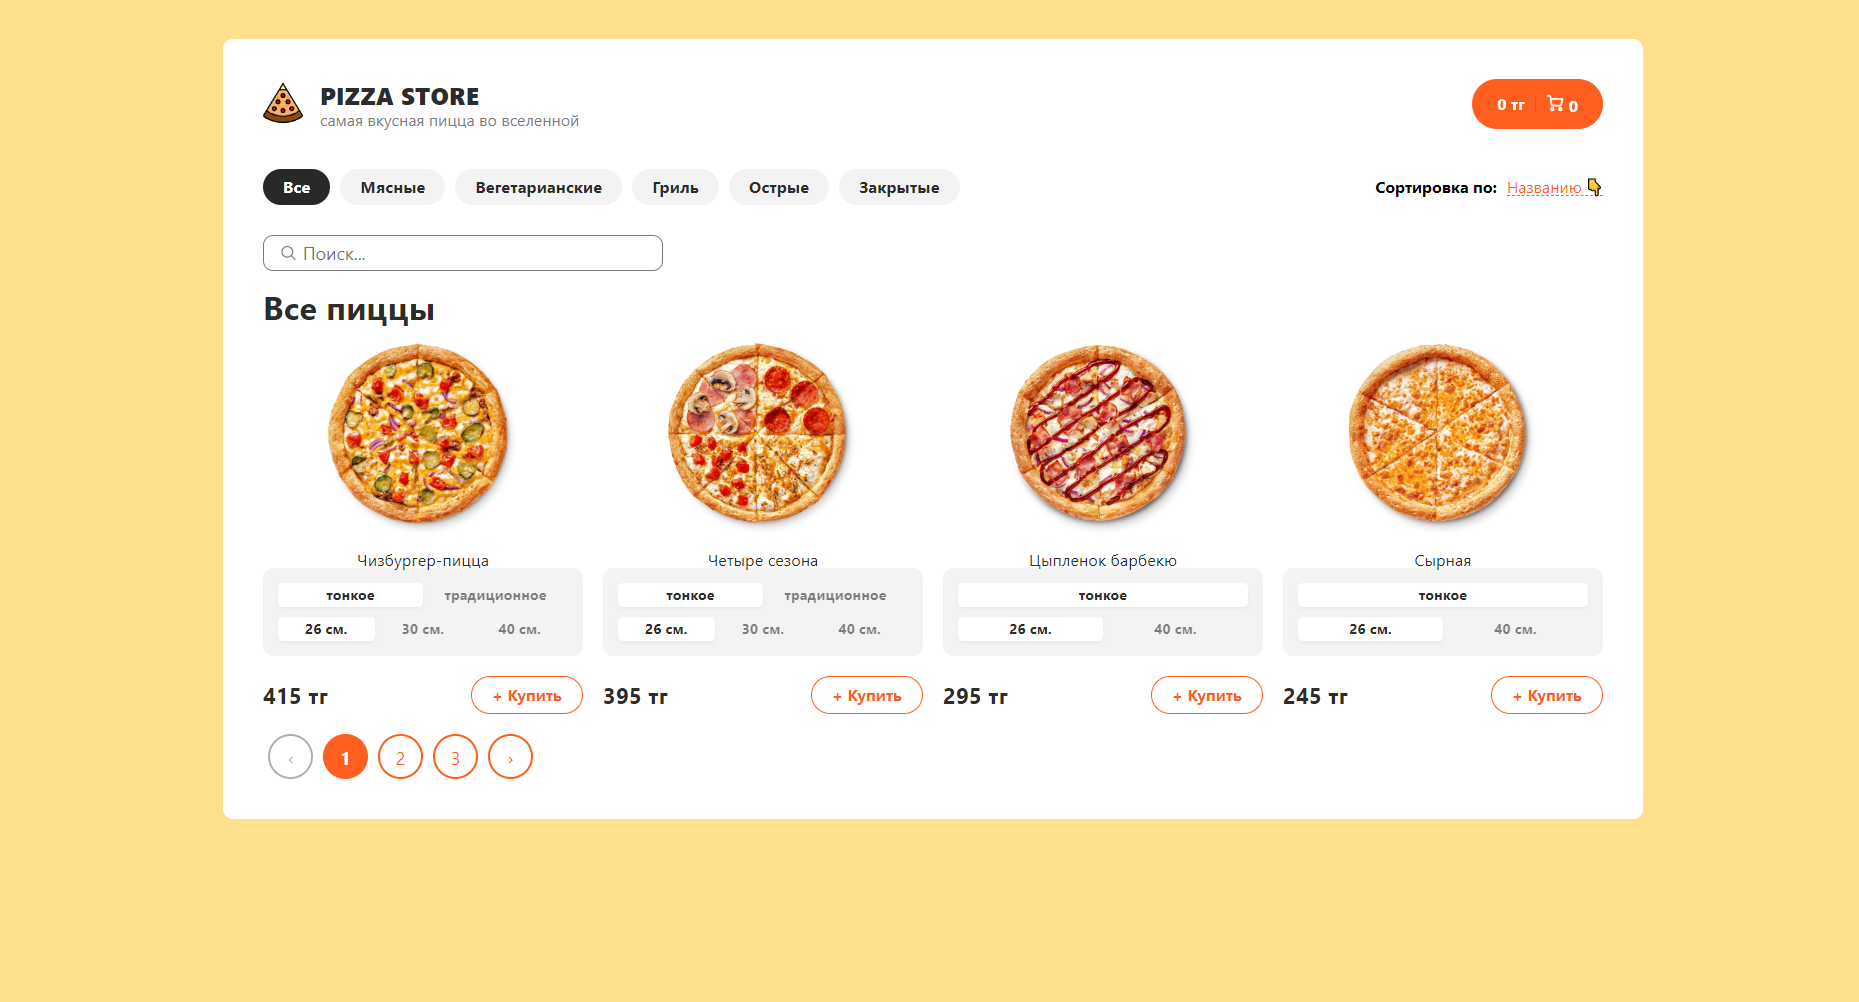 PIZZA STORE
самая вкусная пицца во вселенной
0 тг 0
Все Мясные Вегетарианские Гриль Острые Закрытые Сортировка по: Названию
Поиск...
Все пиццы
Чизбургер-пицца Четыре сезона Цыпленок барбекю Сырная
тонкое традиционное тонкое традиционное тонкое тонкое
26 см. 30 см. 40 см. 26 см. 30 см. 40 см. 26 см. 40 см. 26 см. 40 см.
415 тг + Купить 395 тг + Купить 295 тг + Купить 245 тг + Купить
‹ 1 2 3 ›